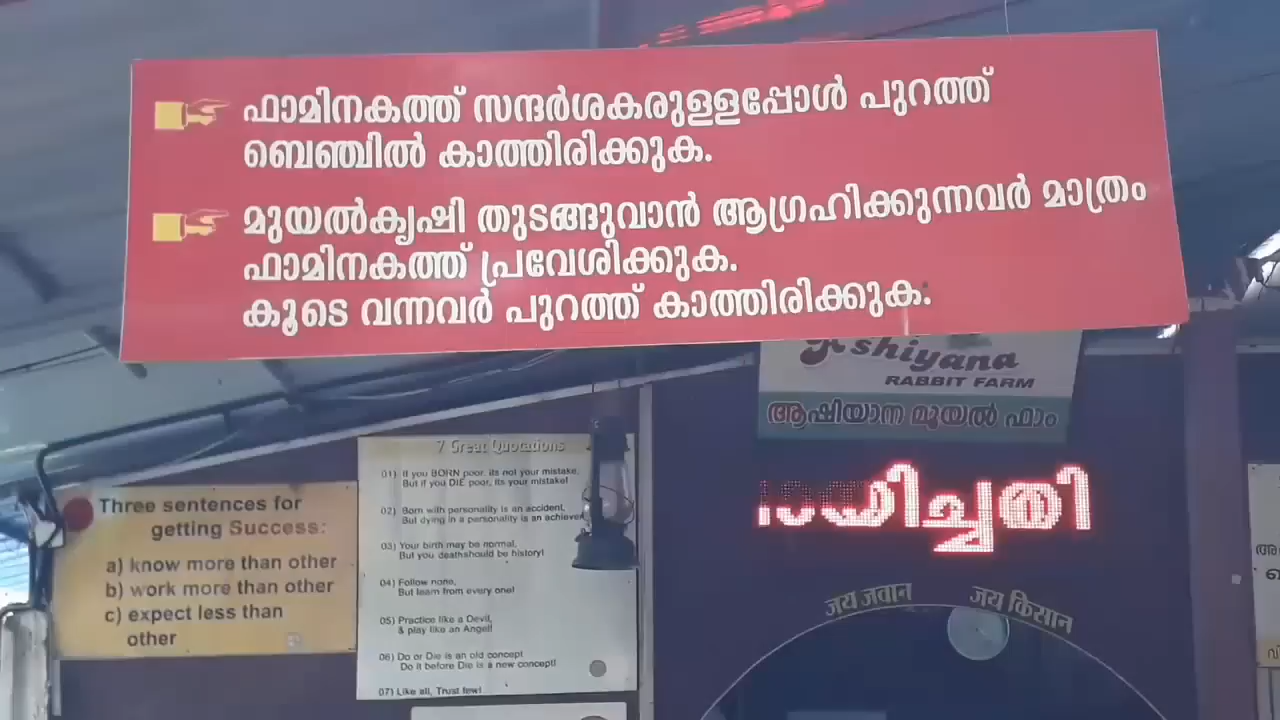 ഫാമിനകത്ത് സന്ദർശകരുളളപ്പോൾ പുറത്ത്
ബെഞ്ചിൽ കാത്തിരിക്കുക.
മുയൽകൃഷി തുടങ്ങുവാൻ ആഗ്രഹിക്കുന്നവർ മാത്രം
ഫാമിനകത്ത് പ്രവേശിക്കുക.
കൂടെ വന്നവർ പുറത്ത് കാത്തിരിക്കുക.
Ashiyana
RABBIT FARM
ആഷിയാന മുയൽ ഫാം
Three sentences for
getting Success:
a) know more than other
b) work more than other
c) expect less than
other
7 Great Quotations
01) If you BORN poor, its not your mistake,
But if you DIE poor, its your mistake!
02) Born with personality is an accident,
But dying in a personality is an
03) Your birth may be normal,
But you deathshould be history!
04) Follow none,
But learn from every one!
05) Practice like a Devil,
& play like an Angel!
06) Do or Die is an old concept
Do it before Die is a new concept!
07) Like all, Trust few!
जय जवान जय किसान